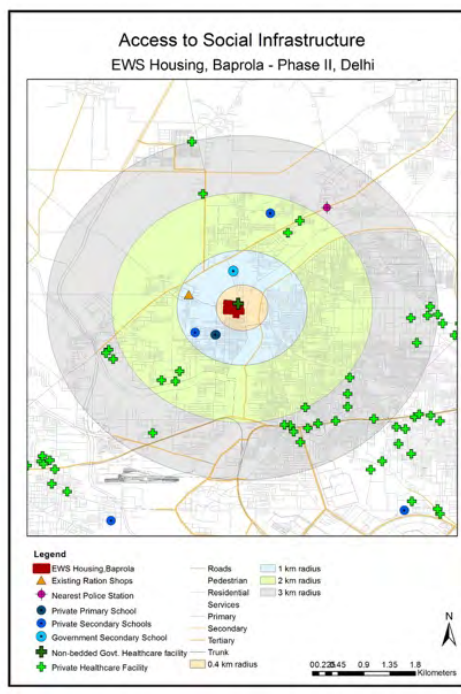 Access to Social Infrastructure
EWS Housing, Baprola - Phase II, Delhi
Legend
EWS Housing,Baprola
Existing Ration Shops
Nearest Police Station
Private Primary School
Private Secondary Schools
Government Secondary School
Non-bedded Govt. Healthcare facility
Private Healthcare Facility
Roads
Pedestrian
Residential
Services
Primary
Secondary
Tertiary
Trunk
0.4 km radius
1 km radius
2 km radius
3 km radius
N
00.2250.45 0.9 1.35 1.8
Kilometers